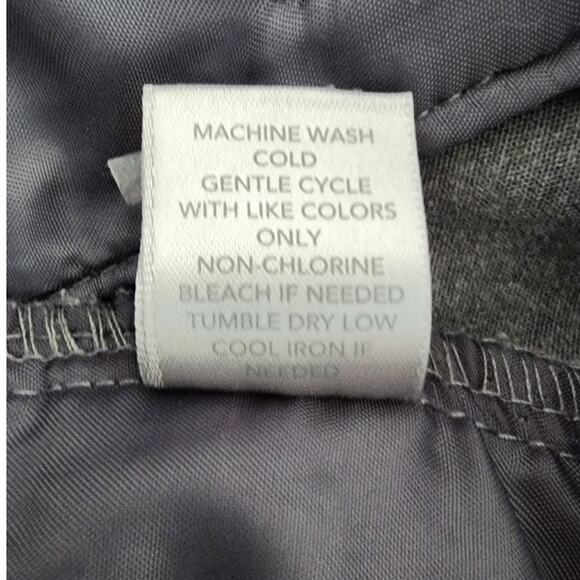 MACHINE WASH
COLD
GENTLE CYCLE
WITH LIKE COLORS
ONLY
NON-CHLORINE
BLEACH IF NEEDED
TUMBLE DRY LOW
COOL IRON IF
NEEDED